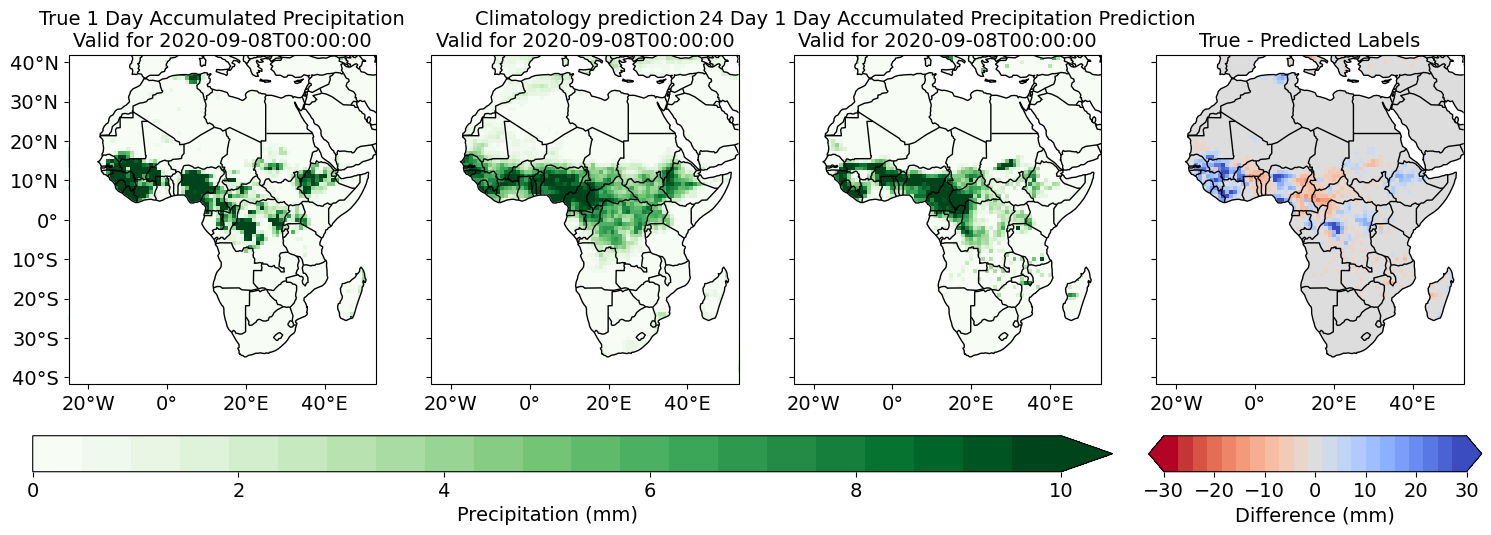 True 1 Day Accumulated Precipitation
Valid for 2020-09-08T00:00:00
Climatology prediction
Valid for 2020-09-08T00:00:00
24 Day 1 Day Accumulated Precipitation Prediction
Valid for 2020-09-08T00:00:00
True - Predicted Labels
40°N
30°N
20°N
10°N
0°
10°S
20°S
30°S
40°S
20°W 0° 20°E 40°E
20°W 0° 20°E 40°E
20°W 0° 20°E 40°E
20°W 0° 20°E 40°E
0 2 4 6 8 10
Precipitation (mm)
−30 −20 −10 0 10 20 30
Difference (mm)